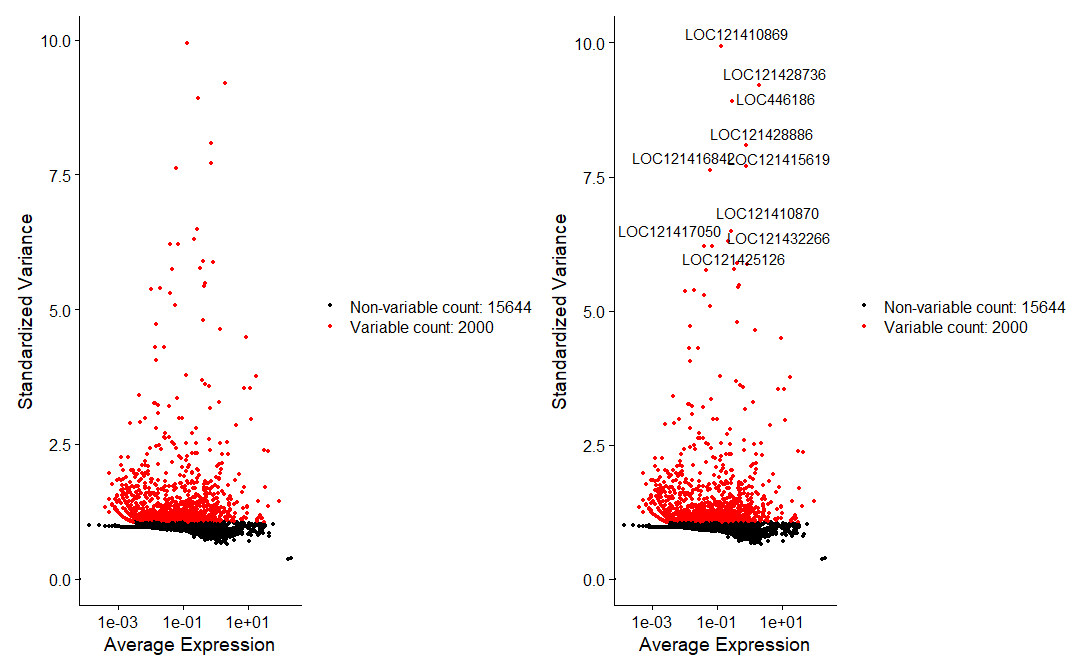 10.0
7.5
5.0
2.5
0.0
Standardized Variance
1e-03 1e-01 1e+01
Average Expression
Non-variable count: 15644
Variable count: 2000
LOC121410869
LOC121428736
LOC446186
LOC121428886
LOC121416842
LOC121415619
LOC121410870
LOC121417050
LOC121432266
LOC121425126
10.0
7.5
5.0
2.5
0.0
Standardized Variance
1e-03 1e-01 1e+01
Average Expression
Non-variable count: 15644
Variable count: 2000